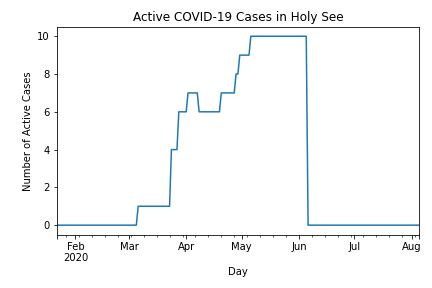 Active COVID-19 Cases in Holy See
Number of Active Cases
10
8
6
4
2
0
Feb Mar Apr May Jun Jul Aug
2020
Day